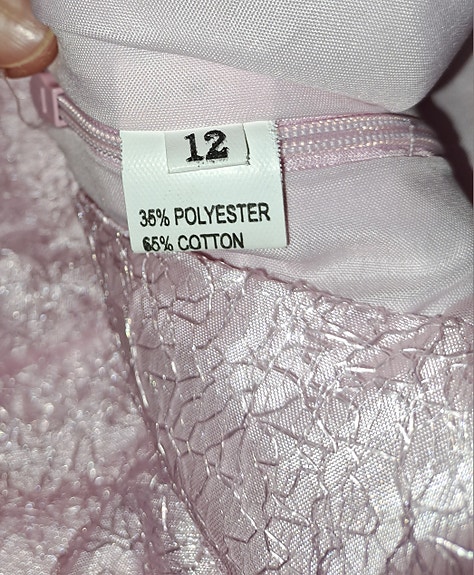 12
35% POLYESTER
65% COTTON